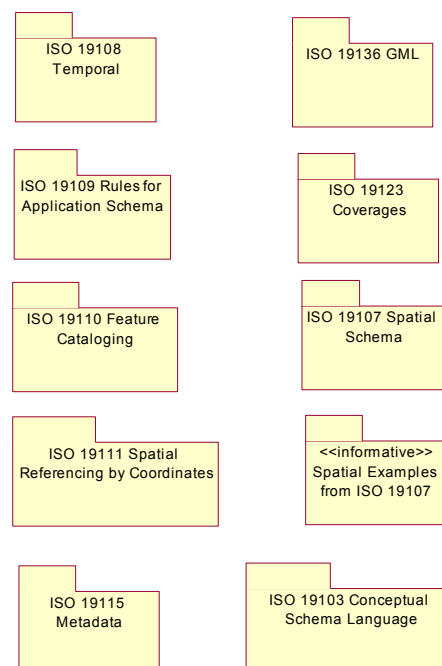 ISO 19108
Temporal
ISO 19136 GML
ISO 19109 Rules for
Application Schema
ISO 19123
Coverages
ISO 19110 Feature
Cataloging
ISO 19107 Spatial
Schema
ISO 19111 Spatial
Referencing by Coordinates
<<informative>>
Spatial Examples
from ISO 19107
ISO 19115
Metadata
ISO 19103 Conceptual
Schema Language